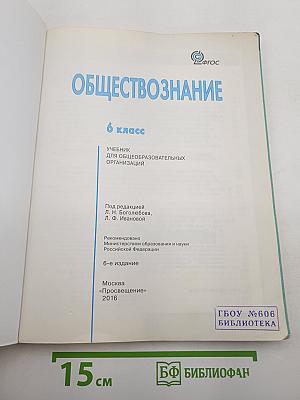 ФГОС
ОБЩЕСТВОЗНАНИЕ
6 класс
УЧЕБНИК
ДЛЯ ОБЩЕОБРАЗОВАТЕЛЬНЫХ
ОРГАНИЗАЦИЙ
Под редакцией
Л. Н. Боголюбова,
Л. Ф. Ивановой
Рекомендовано
Министерством образования и науки
Российской Федерации
6-е издание
Москва
«Просвещение»
2016
ГБОУ №606
БИБЛИОТЕКА
15 см
БФ БИБЛИОФАН